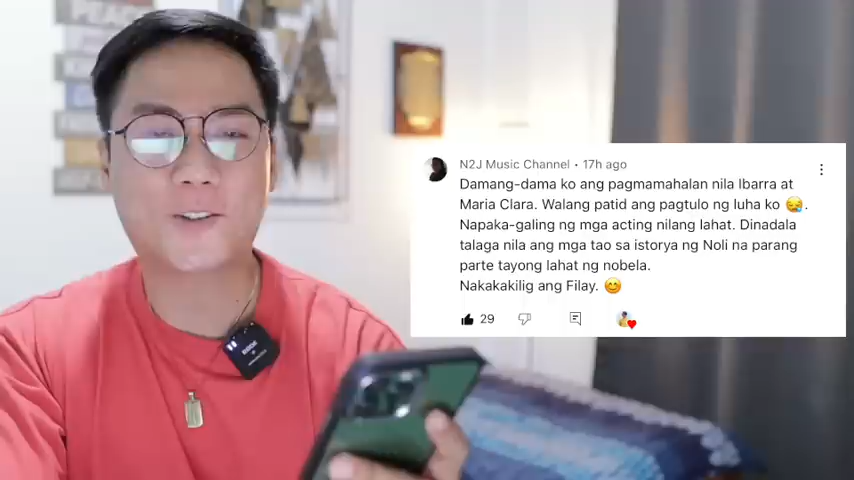 PEACE
N2J Music Channel • 17h ago
Damang-dama ko ang pagmamahalan nila Ibarra at
Maria Clara. Walang patid ang pagtulo ng luha ko 😪.
Napaka-galing ng mga acting nilang lahat. Dinadala
talaga nila ang mga tao sa istorya ng Noli na parang
parte tayong lahat ng nobela.
Nakakakilig ang Filay. 😊
29